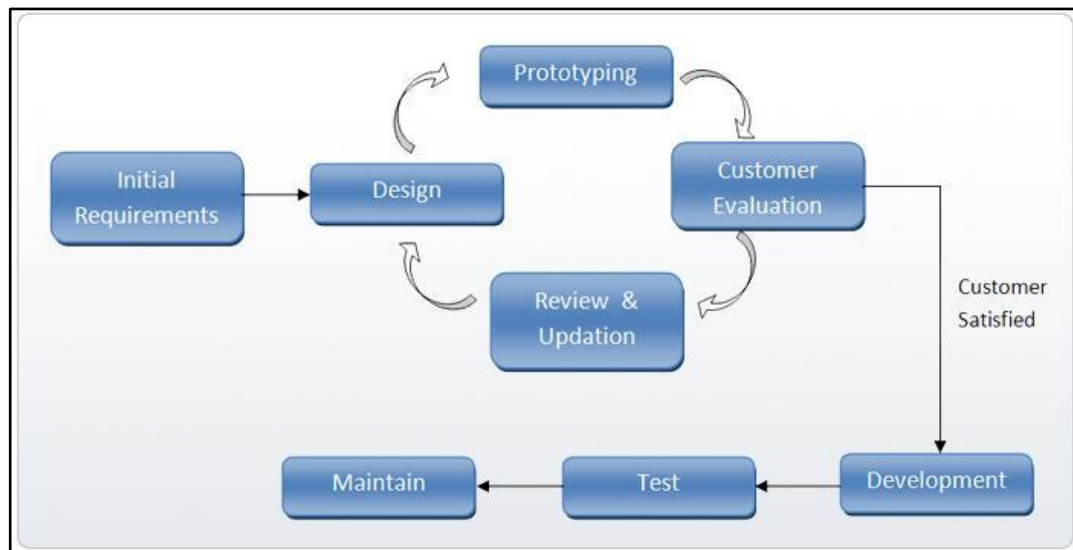 Prototyping
Initial
Requirements
Design
Customer
Evaluation
Review & 
Updation
Customer
Satisfied
Maintain
Test
Development